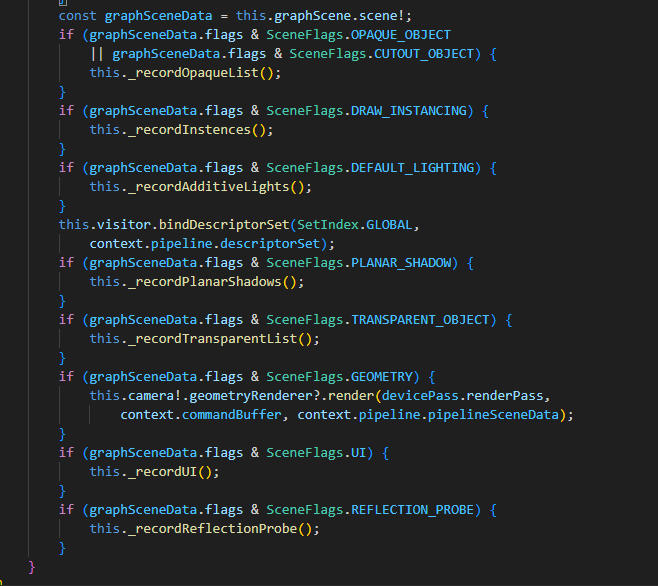 const graphSceneData = this.graphScene.scene!;
if (graphSceneData.flags & SceneFlags.OPAQUE_OBJECT
|| graphSceneData.flags & SceneFlags.CUTOUT_OBJECT) {
this._recordOpaqueList();
}
if (graphSceneData.flags & SceneFlags.DRAW_INSTANCING) {
this._recordInstences();
}
if (graphSceneData.flags & SceneFlags.DEFAULT_LIGHTING) {
this._recordAdditiveLights();
}
this.visitor.bindDescriptorSet(SetIndex.GLOBAL,
context.pipeline.descriptorSet);
if (graphSceneData.flags & SceneFlags.PLANAR_SHADOW) {
this._recordPlanarShadows();
}
if (graphSceneData.flags & SceneFlags.TRANSPARENT_OBJECT) {
this._recordTransparentList();
}
if (graphSceneData.flags & SceneFlags.GEOMETRY) {
this.camera!.geometryRenderer?.render(devicePass.renderPass,
context.commandBuffer, context.pipeline.pipelineSceneData);
}
if (graphSceneData.flags & SceneFlags.UI) {
this._recordUI();
}
if (graphSceneData.flags & SceneFlags.REFLECTION_PROBE) {
this._recordReflectionProbe();
}
}